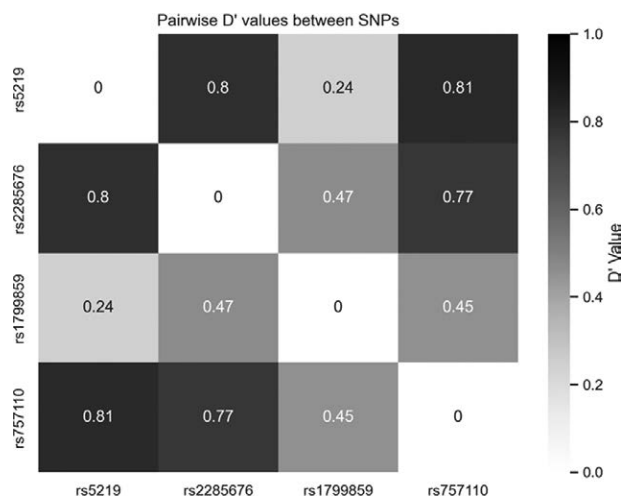 Pairwise D' values between SNPs
rs5219
0
0.8
0.24
0.81
rs2285676
0.8
0
0.47
0.77
rs1799859
0.24
0.47
0
0.45
rs757110
0.81
0.77
0.45
0
rs5219
rs2285676
rs1799859
rs757110
1.0
0.8
0.6
0.4
0.2
0.0
D' Value